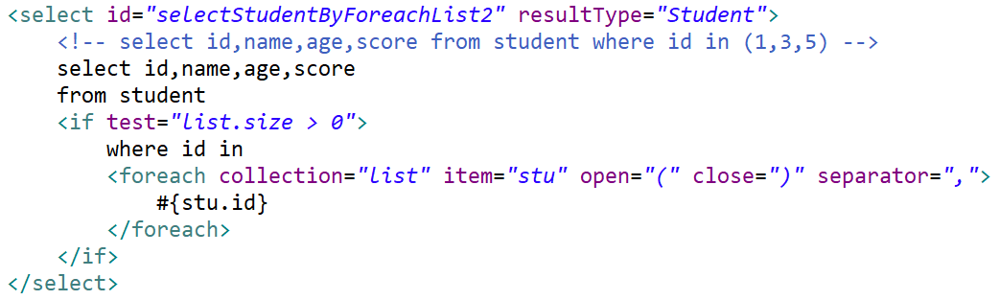 <select id="selectStudentByForeachList2" resultType="Student">
    <!-- select id,name,age,score from student where id in (1,3,5) -->
    select id,name,age,score
    from student
    <if test="list.size > 0">
        where id in
        <foreach collection="list" item="stu" open="(" close=")" separator=",">
            #{stu.id}
        </foreach>
    </if>
</select>